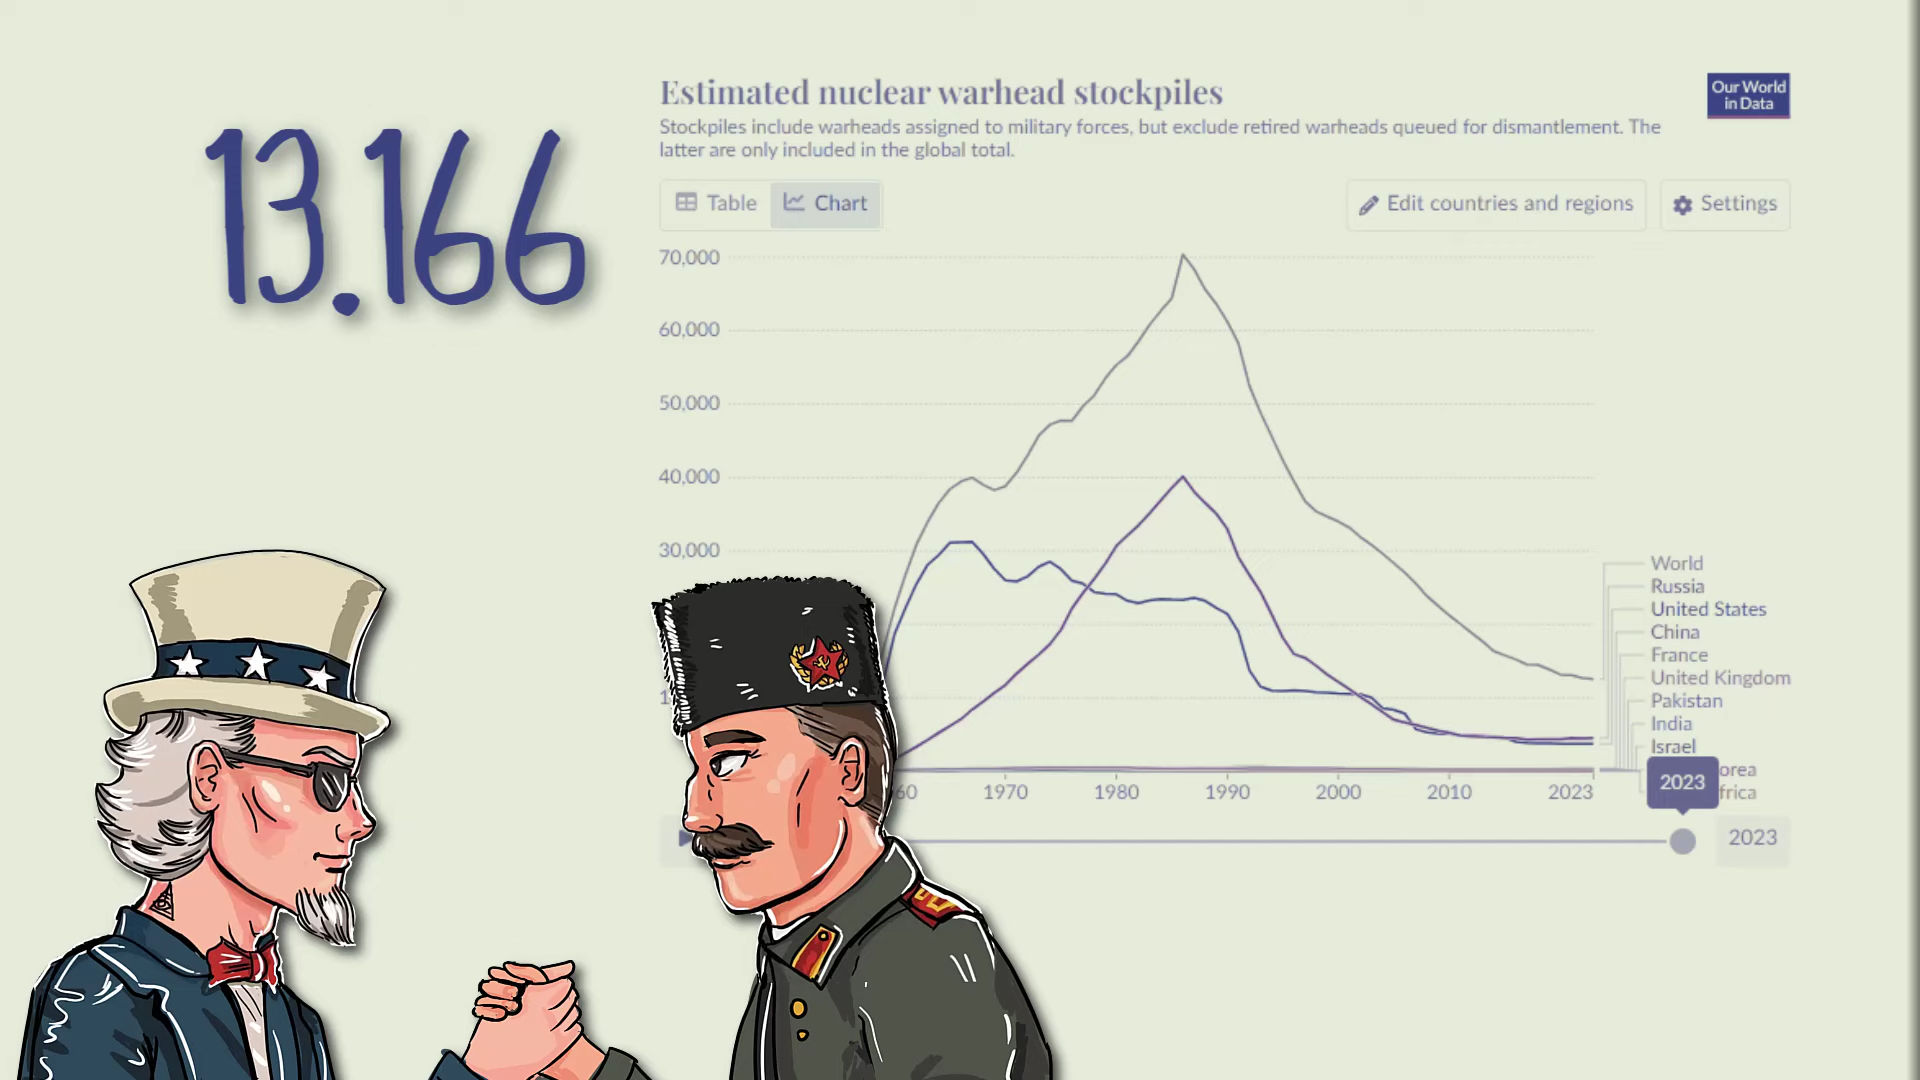 13.166
Estimated nuclear warhead stockpiles
Our World
in Data
Stockpiles include warheads assigned to military forces, but exclude retired warheads queued for dismantlement. The
latter are only included in the global total.
Table
Chart
Edit countries and regions
Settings
70,000
60,000
50,000
40,000
30,000
World
Russia
United States
China
France
United Kingdom
Pakistan
India
Israel
2023
1970
1980
1990
2000
2010
2023
2023